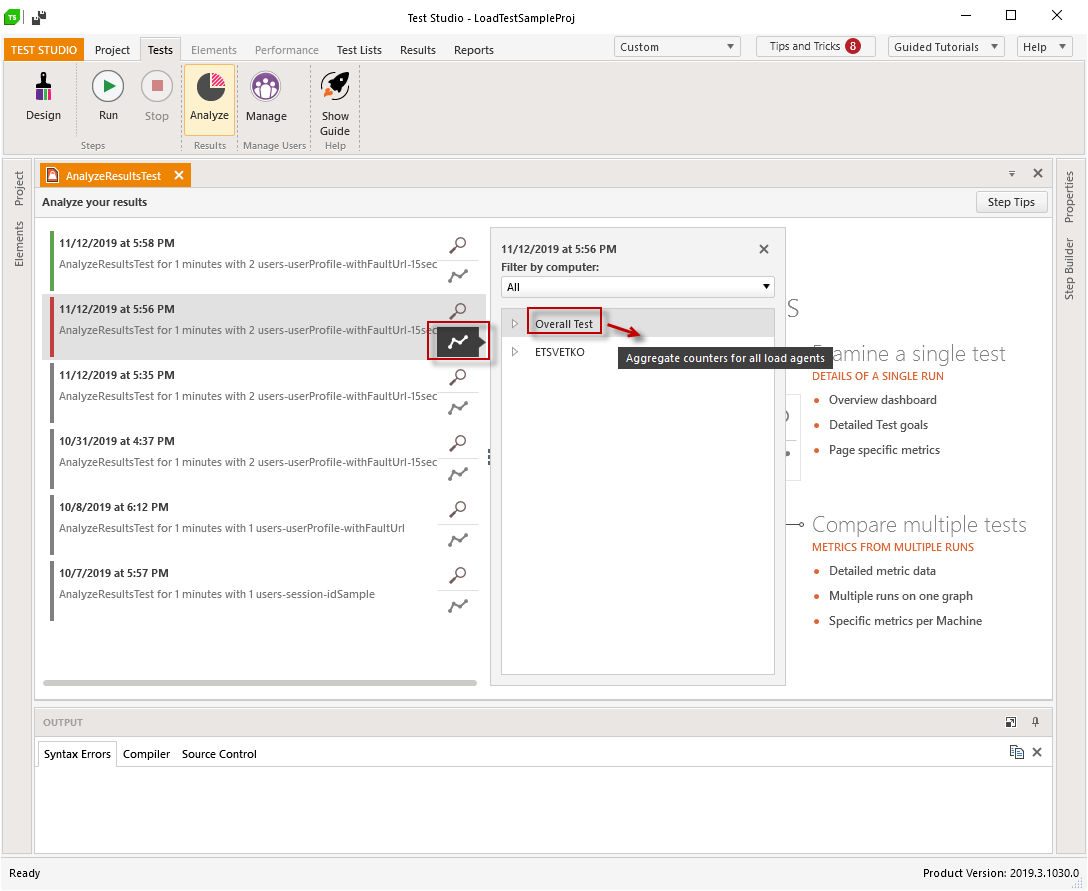 TS
Test Studio - LoadTestSampleProj
TEST STUDIO
Project
Tests
Elements
Performance
Test Lists
Results
Reports
Custom
Tips and Tricks 8
Guided Tutorials
Help
Design
Run
Stop
Analyze
Manage
Show
Guide
Steps
Results
Manage Users
Help
Project
Elements
AnalyzeResultsTest
Analyze your results
Step Tips
11/12/2019 at 5:58 PM
AnalyzeResultsTest for 1 minutes with 2 users-userProfile-withFaultUrl-15sec
11/12/2019 at 5:56 PM
AnalyzeResultsTest for 1 minutes with 2 users-userProfile-withFaultUrl-15sec
11/12/2019 at 5:35 PM
AnalyzeResultsTest for 1 minutes with 2 users-userProfile-withFaultUrl-15sec
10/31/2019 at 4:37 PM
AnalyzeResultsTest for 1 minutes with 2 users-userProfile-withFaultUrl-15sec
10/8/2019 at 6:12 PM
AnalyzeResultsTest for 1 minutes with 1 users-userProfile-withFaultUrl
10/7/2019 at 5:57 PM
AnalyzeResultsTest for 1 minutes with 1 users-session-idSample
11/12/2019 at 5:56 PM
Filter by computer:
All
Overall Test
ETSVETKO
Aggregate counters for all load agents
S
Examine a single test
DETAILS OF A SINGLE RUN
Overview dashboard
Detailed Test goals
Page specific metrics
Compare multiple tests
METRICS FROM MULTIPLE RUNS
Detailed metric data
Multiple runs on one graph
Specific metrics per Machine
Properties
Step Builder
OUTPUT
Syntax Errors
Compiler
Source Control
Ready
Product Version: 2019.3.1030.0